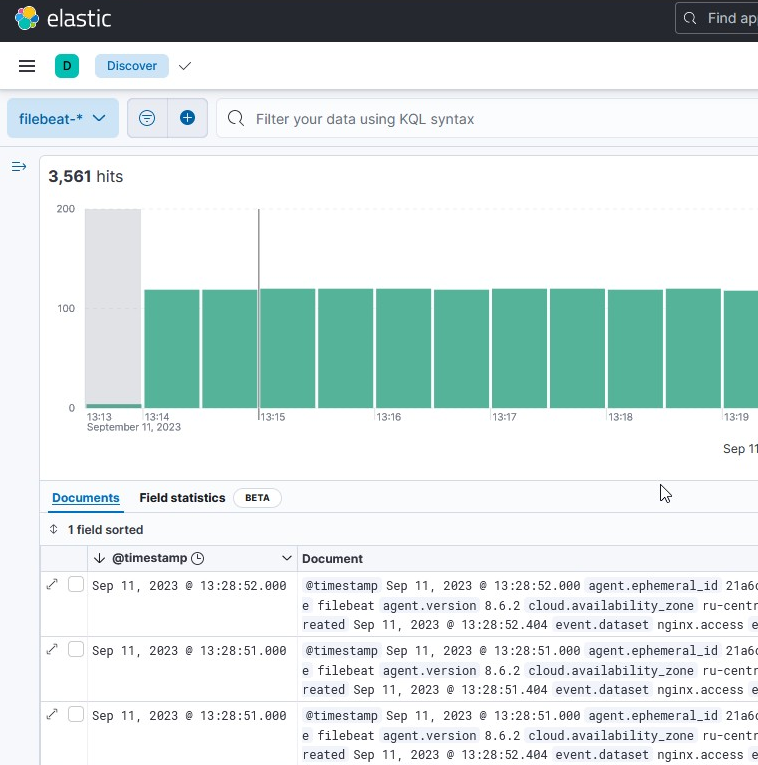 elastic
Find ap
D Discover
filebeat-* Filter your data using KQL syntax
3,561 hits
200
100
0
13:13 13:14 13:15 13:16 13:17 13:18 13:19
September 11, 2023
Sep 11
Documents Field statistics BETA
1 field sorted
@timestamp Document
Sep 11, 2023 @ 13:28:52.000 @timestamp Sep 11, 2023 @ 13:28:52.000 agent.ephemeral_id 21a6c
e filebeat agent.version 8.6.2 cloud.availability_zone ru-centr
reated Sep 11, 2023 @ 13:28:52.404 event.dataset nginx.access e
Sep 11, 2023 @ 13:28:51.000 @timestamp Sep 11, 2023 @ 13:28:51.000 agent.ephemeral_id 21a6c
e filebeat agent.version 8.6.2 cloud.availability_zone ru-centr
reated Sep 11, 2023 @ 13:28:51.404 event.dataset nginx.access e
Sep 11, 2023 @ 13:28:51.000 @timestamp Sep 11, 2023 @ 13:28:51.000 agent.ephemeral_id 21a6c
e filebeat agent.version 8.6.2 cloud.availability_zone ru-centr
reated Sep 11, 2023 @ 13:28:52.404 event.dataset nginx.access e